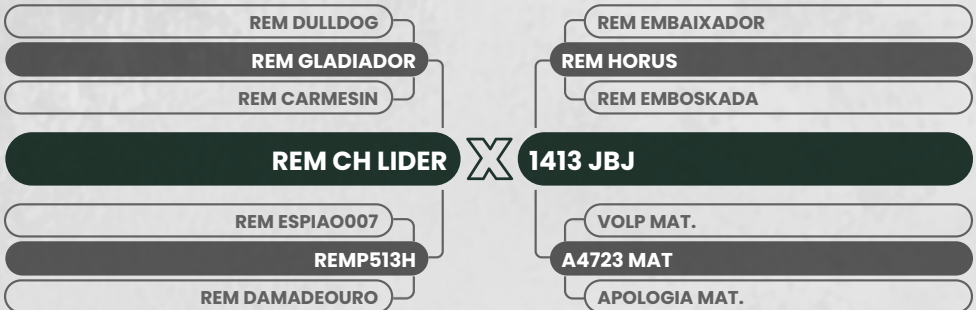 REM DULLDOG
REM GLADIADOR
REM CARMESIN
REM CH LIDER
REM ESPIAO007
REMP513H
REM DAMADEOURO
X
REM EMBAIXADOR
REM HORUS
REM EMBOSKADA
1413 JBJ
VOLP MAT.
A4723 MAT
APOLOGIA MAT.